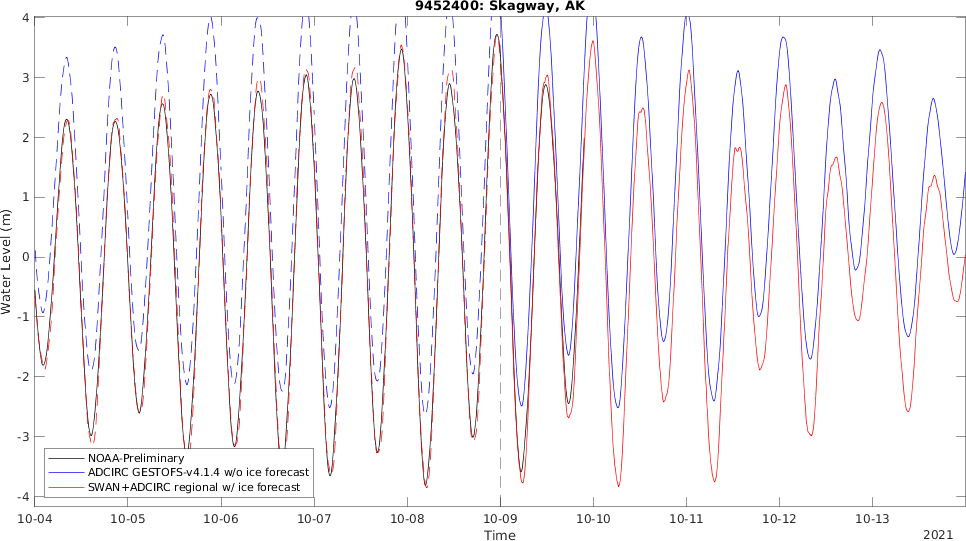 9452400: Skagway, AK
4
3
2
1
0
-1
-2
-3
-4
Water Level (m)
NOAA-Preliminary
ADCIRC GESTOFS-v4.1.4 w/o ice forecast
SWAN+ADCIRC regional w/ ice forecast
10-04 10-05 10-06 10-07 10-08 10-09 10-10 10-11 10-12 10-13
Time
2021